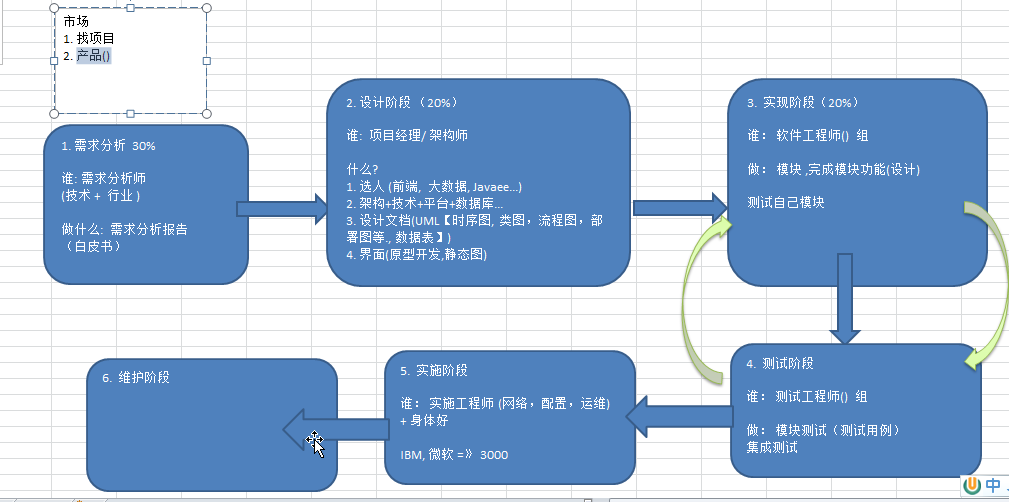 市场
1. 找项目
2. 产品()
1. 需求分析 30%
谁: 需求分析师
(技术 + 行业 )
做什么: 需求分析报告
（白皮书）
2. 设计阶段 （20%）
谁: 项目经理/ 架构师
什么?
1. 选人 (前端, 大数据, Javaee...)
2. 架构+技术+平台+数据库...
3. 设计文档(UML【时序图, 类图，流程图，部
署图等., 数据表】)
4. 界面(原型开发,静态图)
3. 实现阶段（20%）
谁： 软件工程师() 组
做： 模块 ,完成模块功能(设计)
测试自己模块
4. 测试阶段
谁： 测试工程师() 组
做： 模块测试（测试用例）
集成测试
5. 实施阶段
谁： 实施工程师 (网络，配置，运维)
+ 身体好
IBM, 微软 =》 3000
6. 维护阶段
中